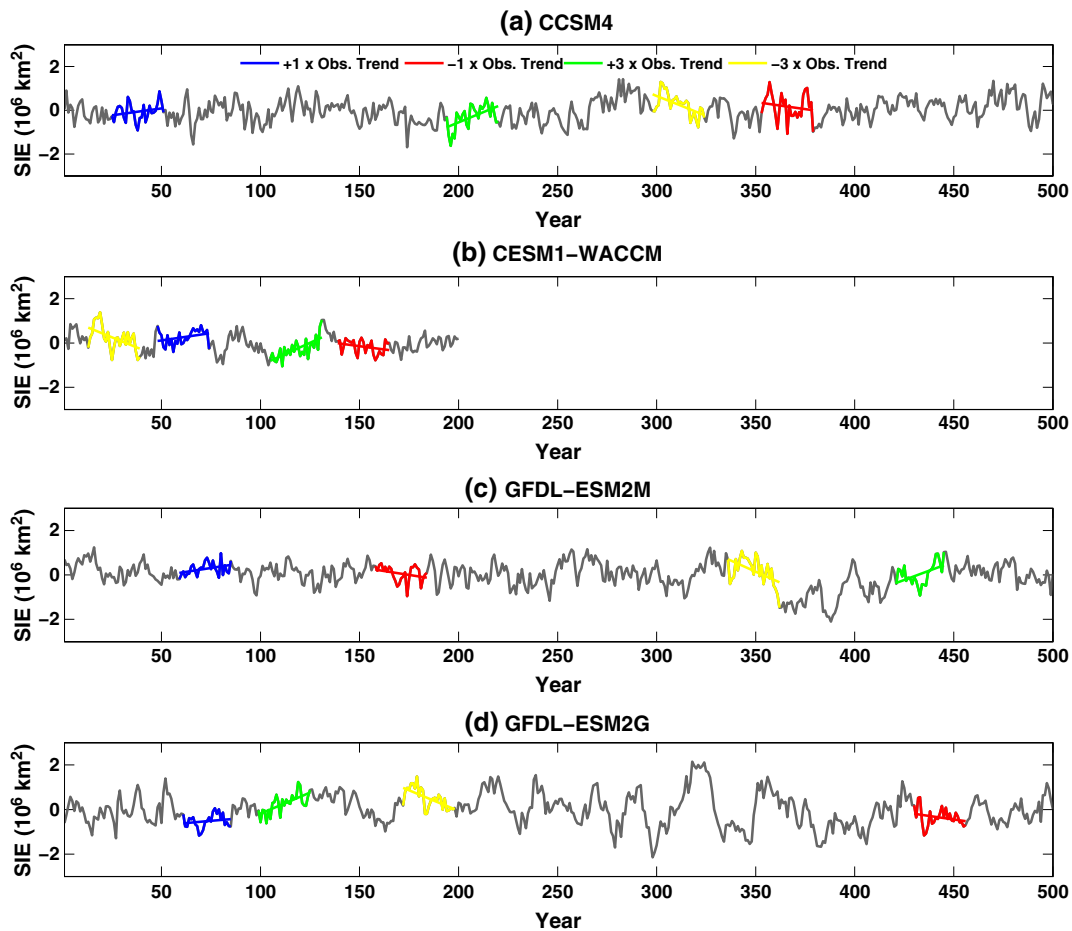 (a) CCSM4
+1 x Obs. Trend −1 x Obs. Trend +3 x Obs. Trend −3 x Obs. Trend
SIE (10⁶ km²)
2
0
−2
50 100 150 200 250 300 350 400 450 500
Year
(b) CESM1−WACCM
SIE (10⁶ km²)
2
0
−2
50 100 150 200 250 300 350 400 450 500
Year
(c) GFDL−ESM2M
SIE (10⁶ km²)
2
0
−2
50 100 150 200 250 300 350 400 450 500
Year
(d) GFDL−ESM2G
SIE (10⁶ km²)
2
0
−2
50 100 150 200 250 300 350 400 450 500
Year